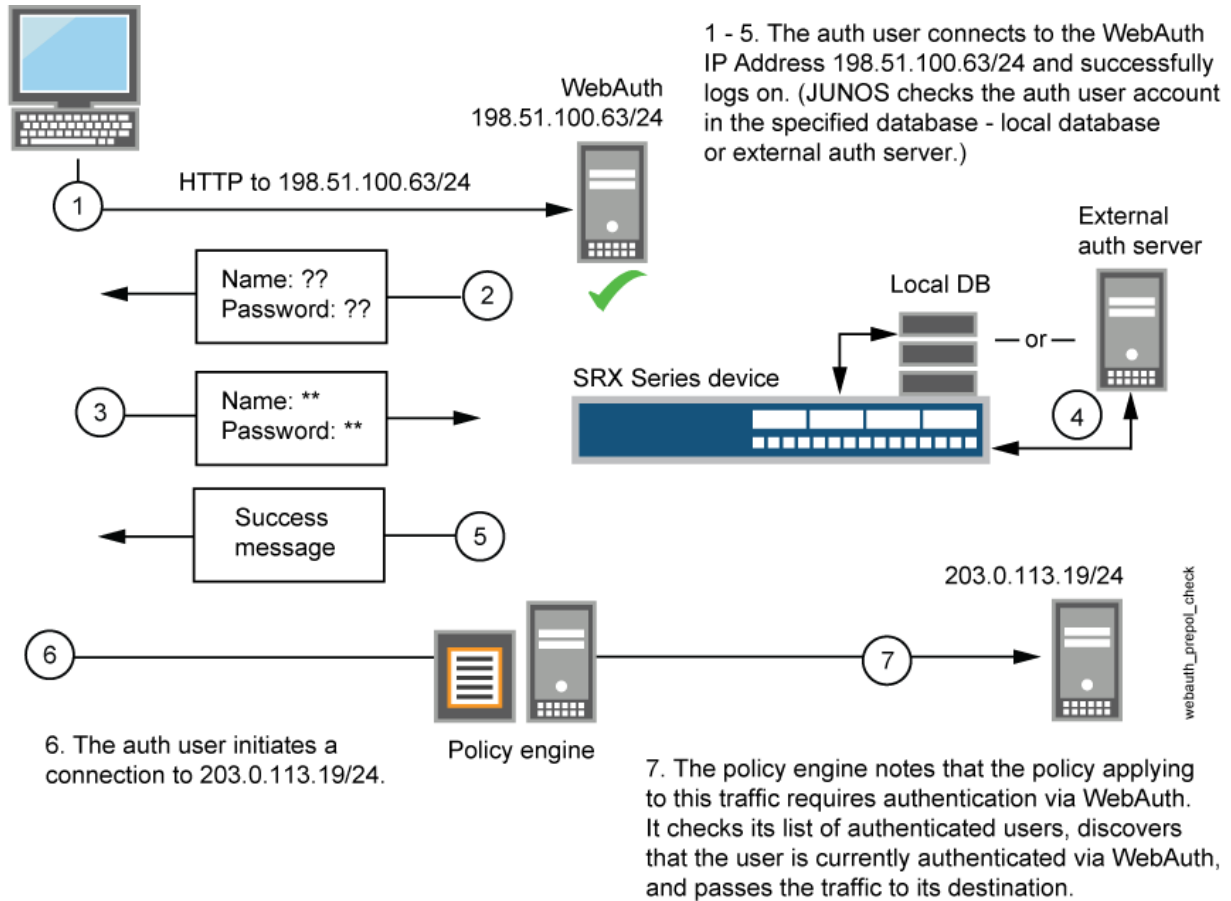 1 - 5. The auth user connects to the WebAuth
IP Address 198.51.100.63/24 and successfully
logs on. (JUNOS checks the auth user account
in the specified database - local database
or external auth server.)
WebAuth
198.51.100.63/24
1
HTTP to 198.51.100.63/24
External
auth server
Name: ??
Password: ??
2
Local DB
— or —
SRX Series device
3
Name: **
Password: **
4
Success
message
5
203.0.113.19/24
6
7
Policy engine
6. The auth user initiates a
connection to 203.0.113.19/24.
7. The policy engine notes that the policy applying
to this traffic requires authentication via WebAuth.
It checks its list of authenticated users, discovers
that the user is currently authenticated via WebAuth,
and passes the traffic to its destination.
webauth_prepol_check